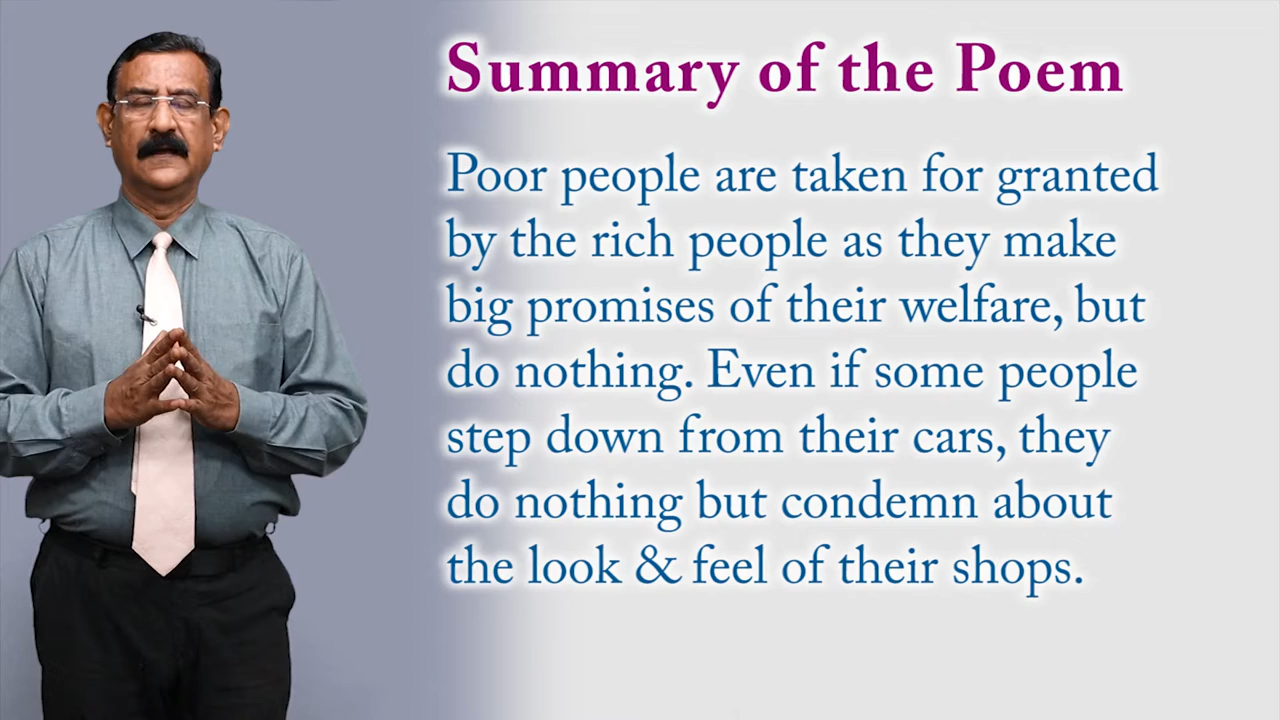 Summary of the Poem
Poor people are taken for granted
by the rich people as they make
big promises of their welfare, but
do nothing. Even if some people
step down from their cars, they
do nothing but condemn about
the look & feel of their shops.